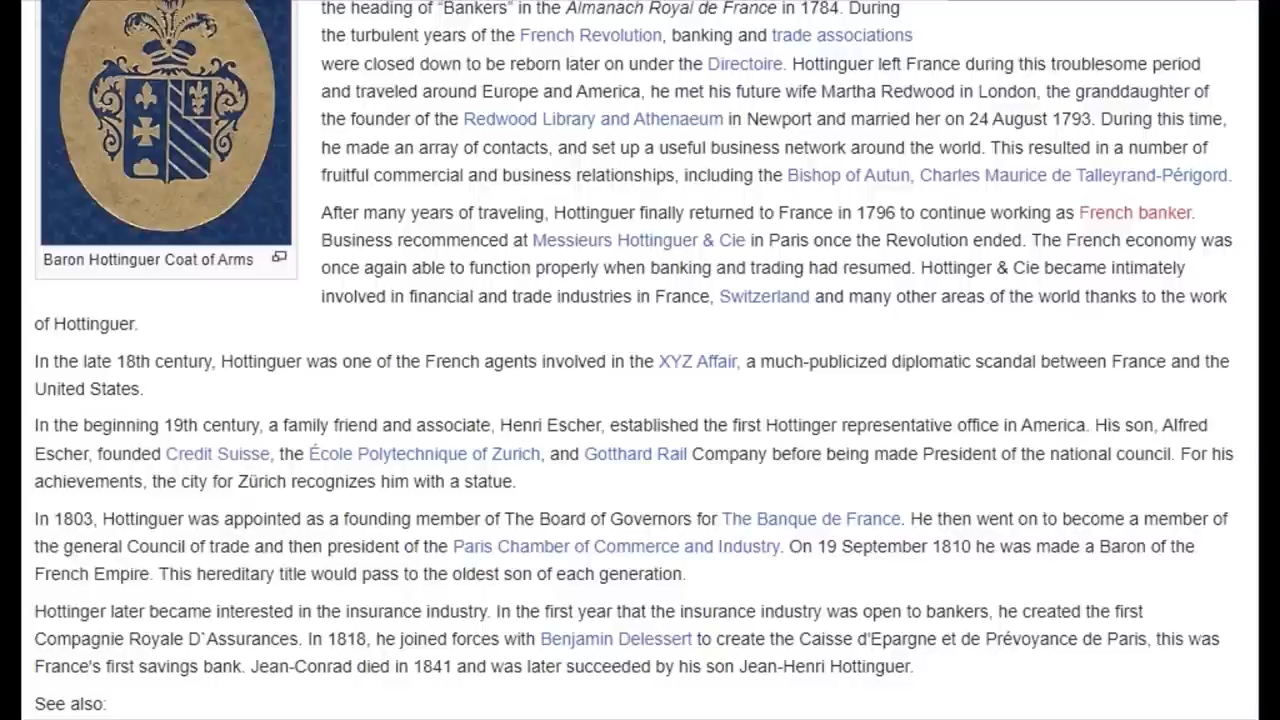 the heading of “Bankers” in the Almanach Royal de France in 1784. During
the turbulent years of the French Revolution, banking and trade associations
were closed down to be reborn later on under the Directoire. Hottinguer left France during this troublesome period
and traveled around Europe and America, he met his future wife Martha Redwood in London, the granddaughter of
the founder of the Redwood Library and Athenaeum in Newport and married her on 24 August 1793. During this time,
he made an array of contacts, and set up a useful business network around the world. This resulted in a number of
fruitful commercial and business relationships, including the Bishop of Autun, Charles Maurice de Talleyrand-Périgord.
After many years of traveling, Hottinguer finally returned to France in 1796 to continue working as French banker.
Business recommenced at Messieurs Hottinguer & Cie in Paris once the Revolution ended. The French economy was
once again able to function properly when banking and trading had resumed. Hottinger & Cie became intimately
involved in financial and trade industries in France, Switzerland and many other areas of the world thanks to the work
of Hottinguer.
Baron Hottinguer Coat of Arms
In the late 18th century, Hottinguer was one of the French agents involved in the XYZ Affair, a much-publicized diplomatic scandal between France and the
United States.
In the beginning 19th century, a family friend and associate, Henri Escher, established the first Hottinger representative office in America. His son, Alfred
Escher, founded Credit Suisse, the École Polytechnique of Zurich, and Gotthard Rail Company before being made President of the national council. For his
achievements, the city for Zürich recognizes him with a statue.
In 1803, Hottinguer was appointed as a founding member of The Board of Governors for The Banque de France. He then went on to become a member of
the general Council of trade and then president of the Paris Chamber of Commerce and Industry. On 19 September 1810 he was made a Baron of the
French Empire. This hereditary title would pass to the oldest son of each generation.
Hottinger later became interested in the insurance industry. In the first year that the insurance industry was open to bankers, he created the first
Compagnie Royale D`Assurances. In 1818, he joined forces with Benjamin Delessert to create the Caisse d'Epargne et de Prévoyance de Paris, this was
France's first savings bank. Jean-Conrad died in 1841 and was later succeeded by his son Jean-Henri Hottinguer.
See also: